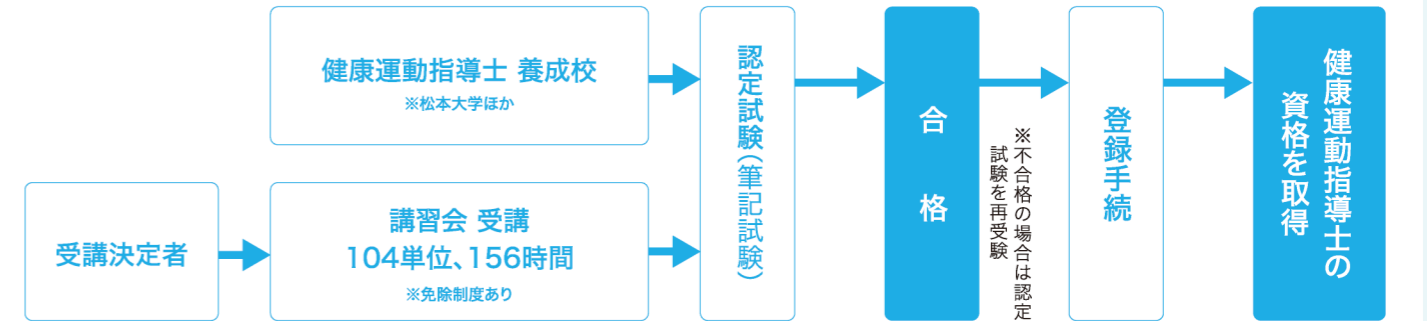 健康運動指導士 養成校
※松本大学ほか
受講決定者
講習会 受講
104単位、156時間
※免除制度あり
認定試験(筆記試験)
合格
※不合格の場合は認定
試験を再受験
登録手続
健康運動指導士の
資格を取得